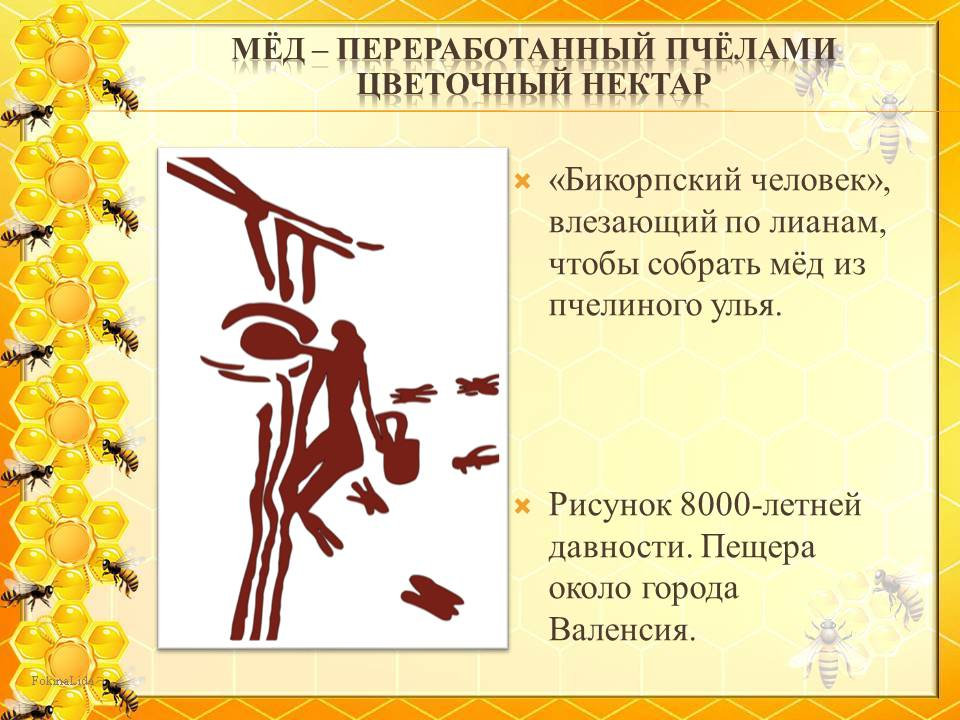 МЁД – ПЕРЕРАБОТАННЫЙ ПЧЁЛАМИ
ЦВЕТОЧНЫЙ НЕКТАР
«Бикорпский человек»,
влезающий по лианам,
чтобы собрать мёд из
пчелиного улья.
Рисунок 8000-летней
давности. Пещера
около города
Валенсия.
FokinaLida